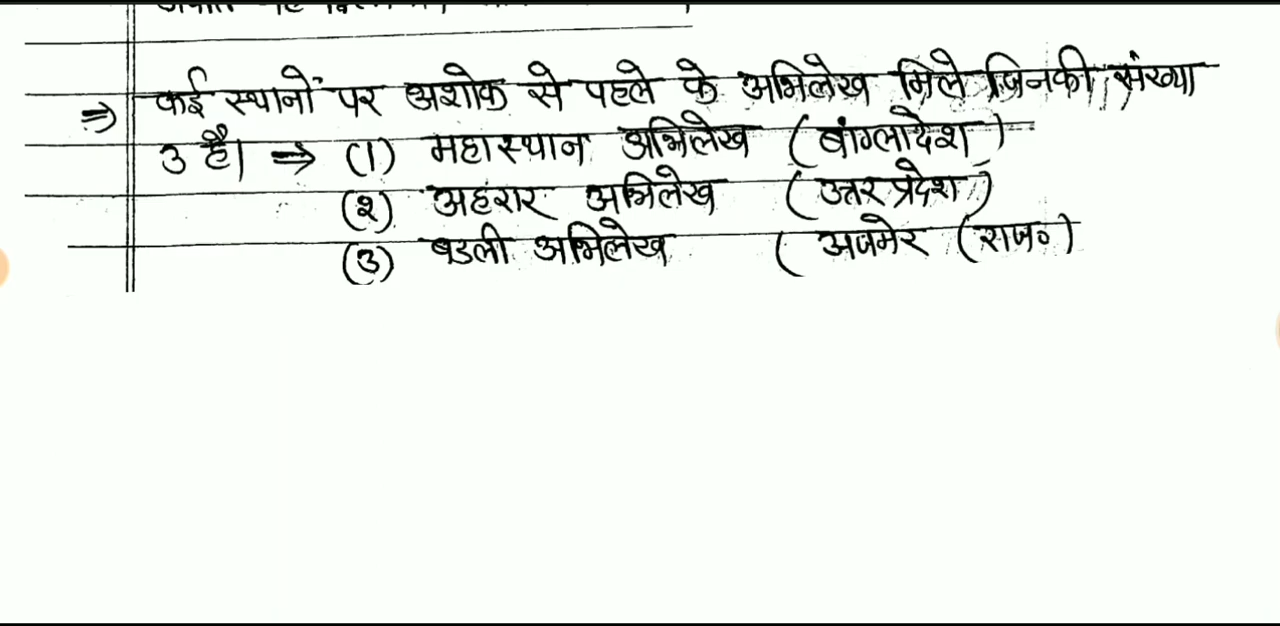 ⇒ कई स्थानों पर अशोक से पहले के अभिलेख मिले जिनकी संख्या
3 है। ⇒ (1) महास्थान अभिलेख (बांग्लादेश)
(२) अहरार अभिलेख (उत्तर प्रदेश)
(3) बडली अभिलेख (अजमेर (राज०)